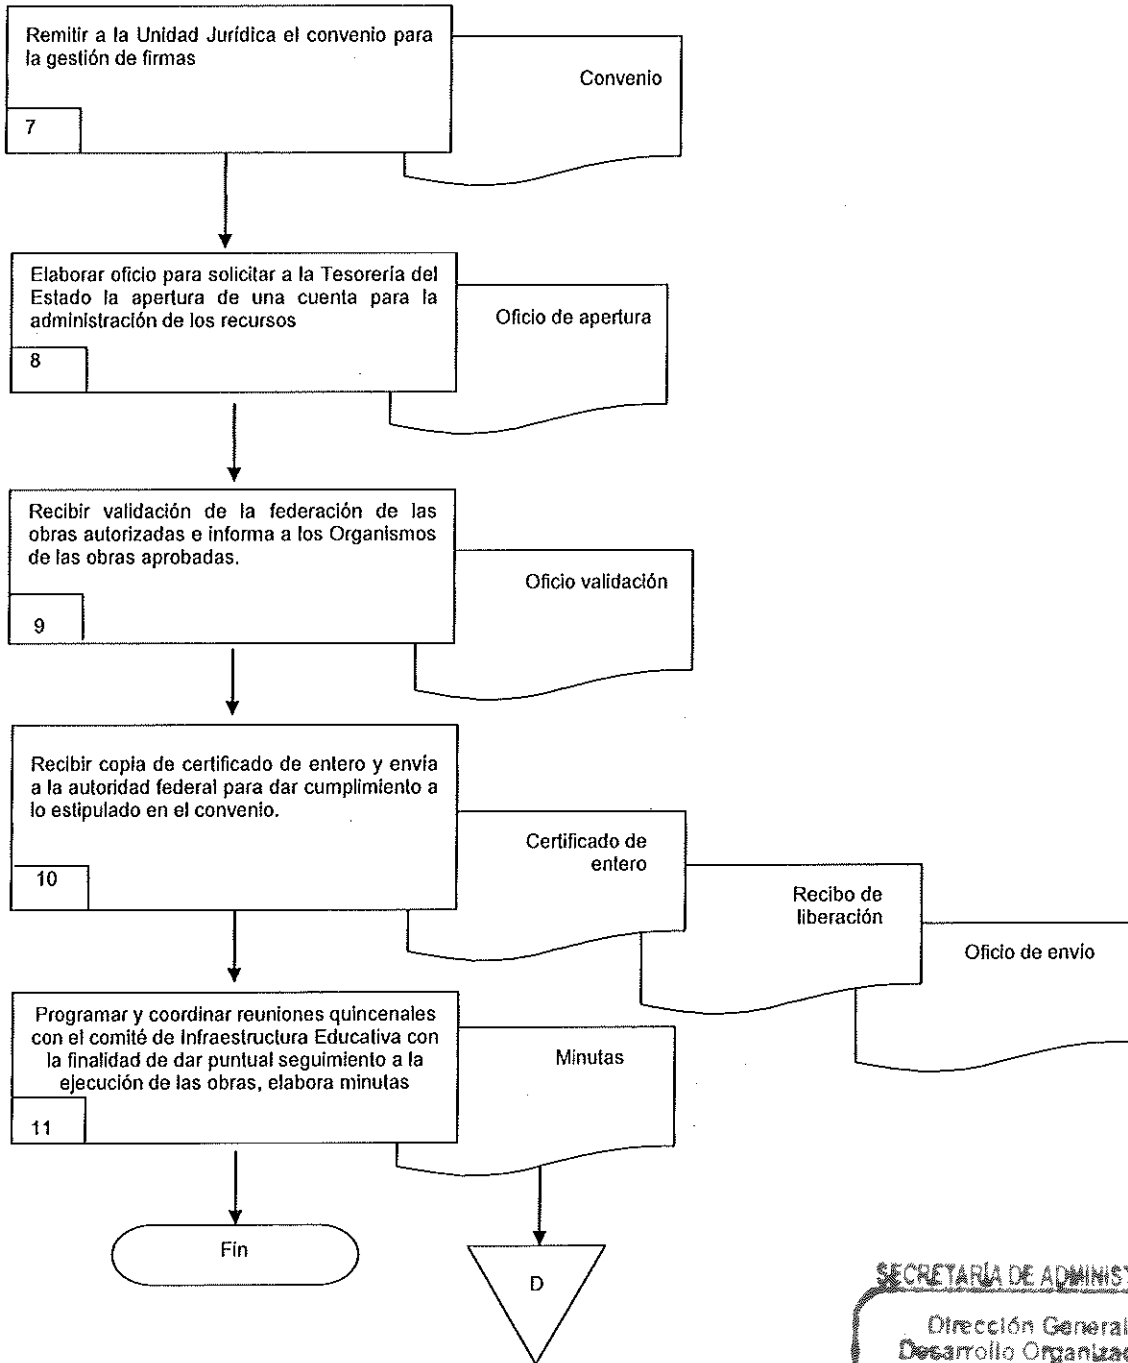 Remitir a la Unidad Jurídica el convenio para
la gestión de firmas
7
Convenio
Elaborar oficio para solicitar a la Tesorería del
Estado la apertura de una cuenta para la
administración de los recursos
8
Oficio de apertura
Recibir validación de la federación de las
obras autorizadas e informa a los Organismos
de las obras aprobadas.
9
Oficio validación
Recibir copia de certificado de entero y envía
a la autoridad federal para dar cumplimiento a
lo estipulado en el convenio.
10
Certificado de
entero
Recibo de
liberación
Oficio de envío
Programar y coordinar reuniones quincenales
con el comité de Infraestructura Educativa con
la finalidad de dar puntual seguimiento a la
ejecución de las obras, elabora minutas
11
Minutas
Fin
D
SECRETARÍA DE ADMINIST
Dirección General
Desarrollo Organizac